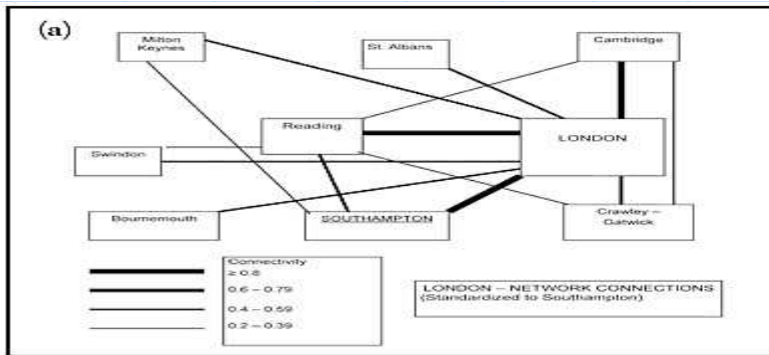 (a)
Milton
Keynes
St. Albans
Cambridge
Reading
LONDON
Swindon
Bournemouth
SOUTHAMPTON
Crawley –
Gatwick
Connectivity
≥ 0.8
0.6 – 0.79
0.4 – 0.59
0.2 – 0.39
LONDON – NETWORK CONNECTIONS
(Standardized to Southampton)